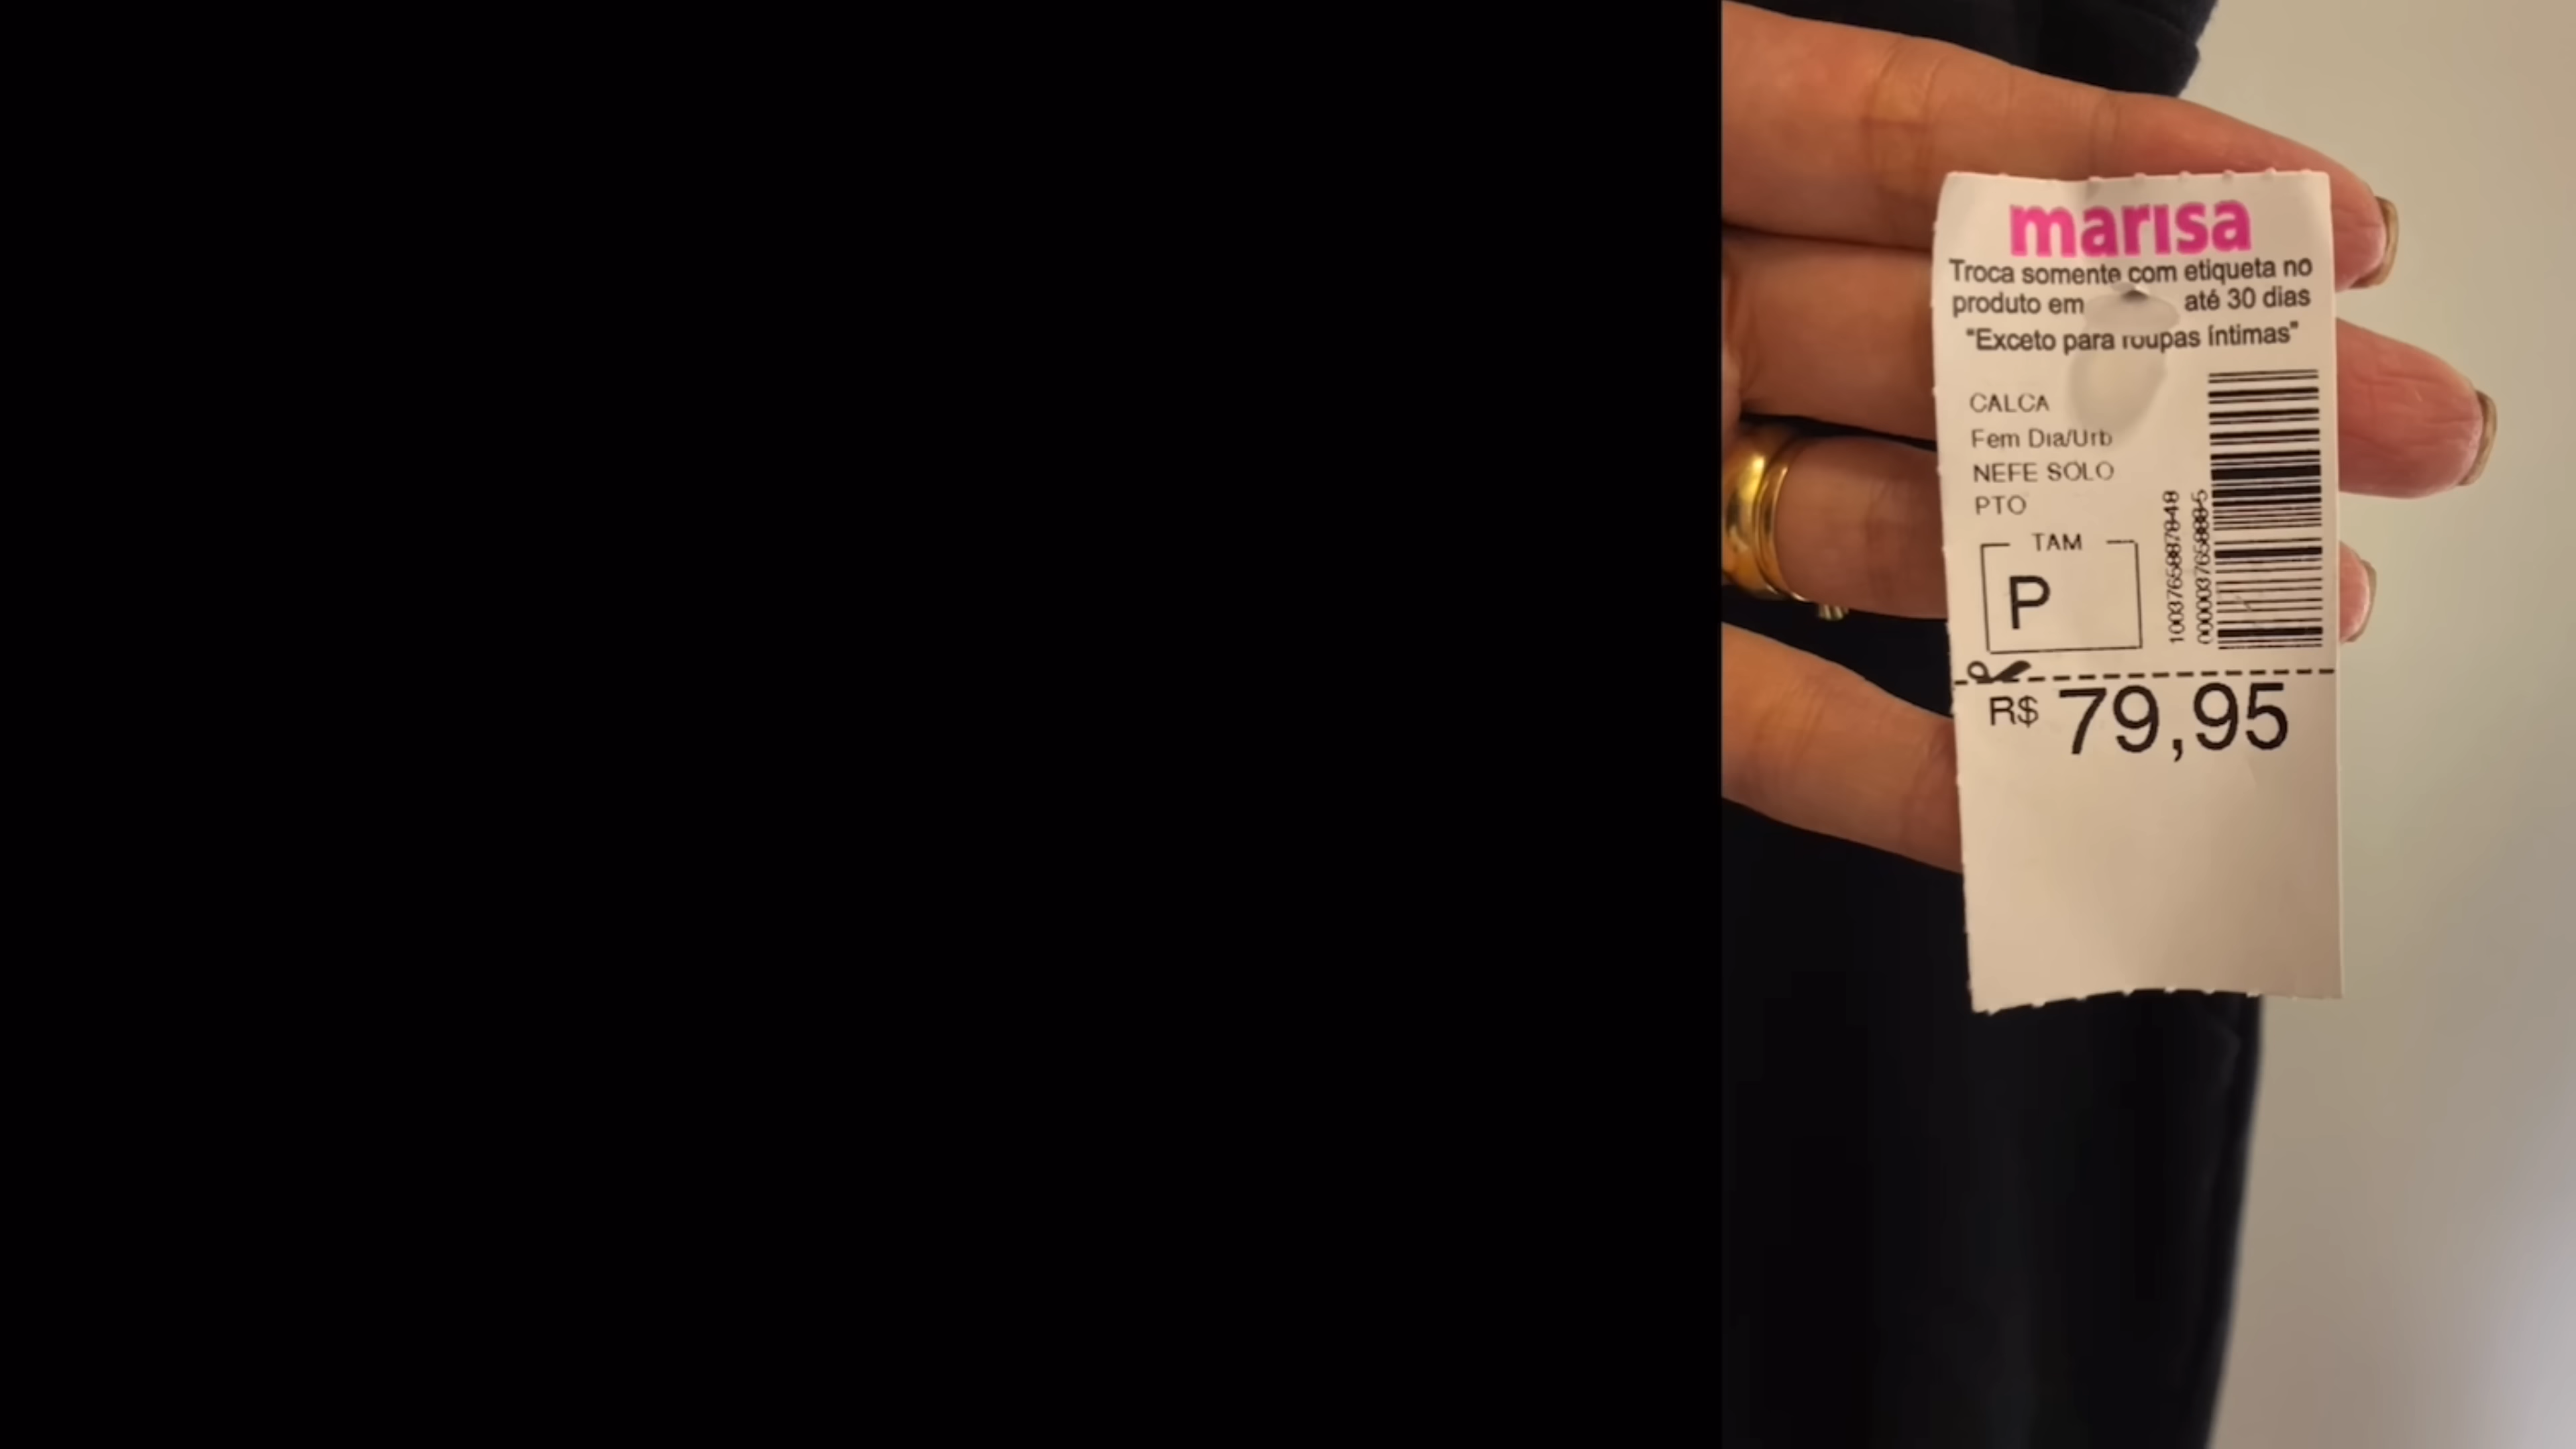 marisa
Troca somente com etiqueta no
produto em até 30 dias
"Exceto para roupas íntimas"
CALCA
Fem Dia/Urb
NEFE SOLO
PTO
TAM
P
R$ 79,95